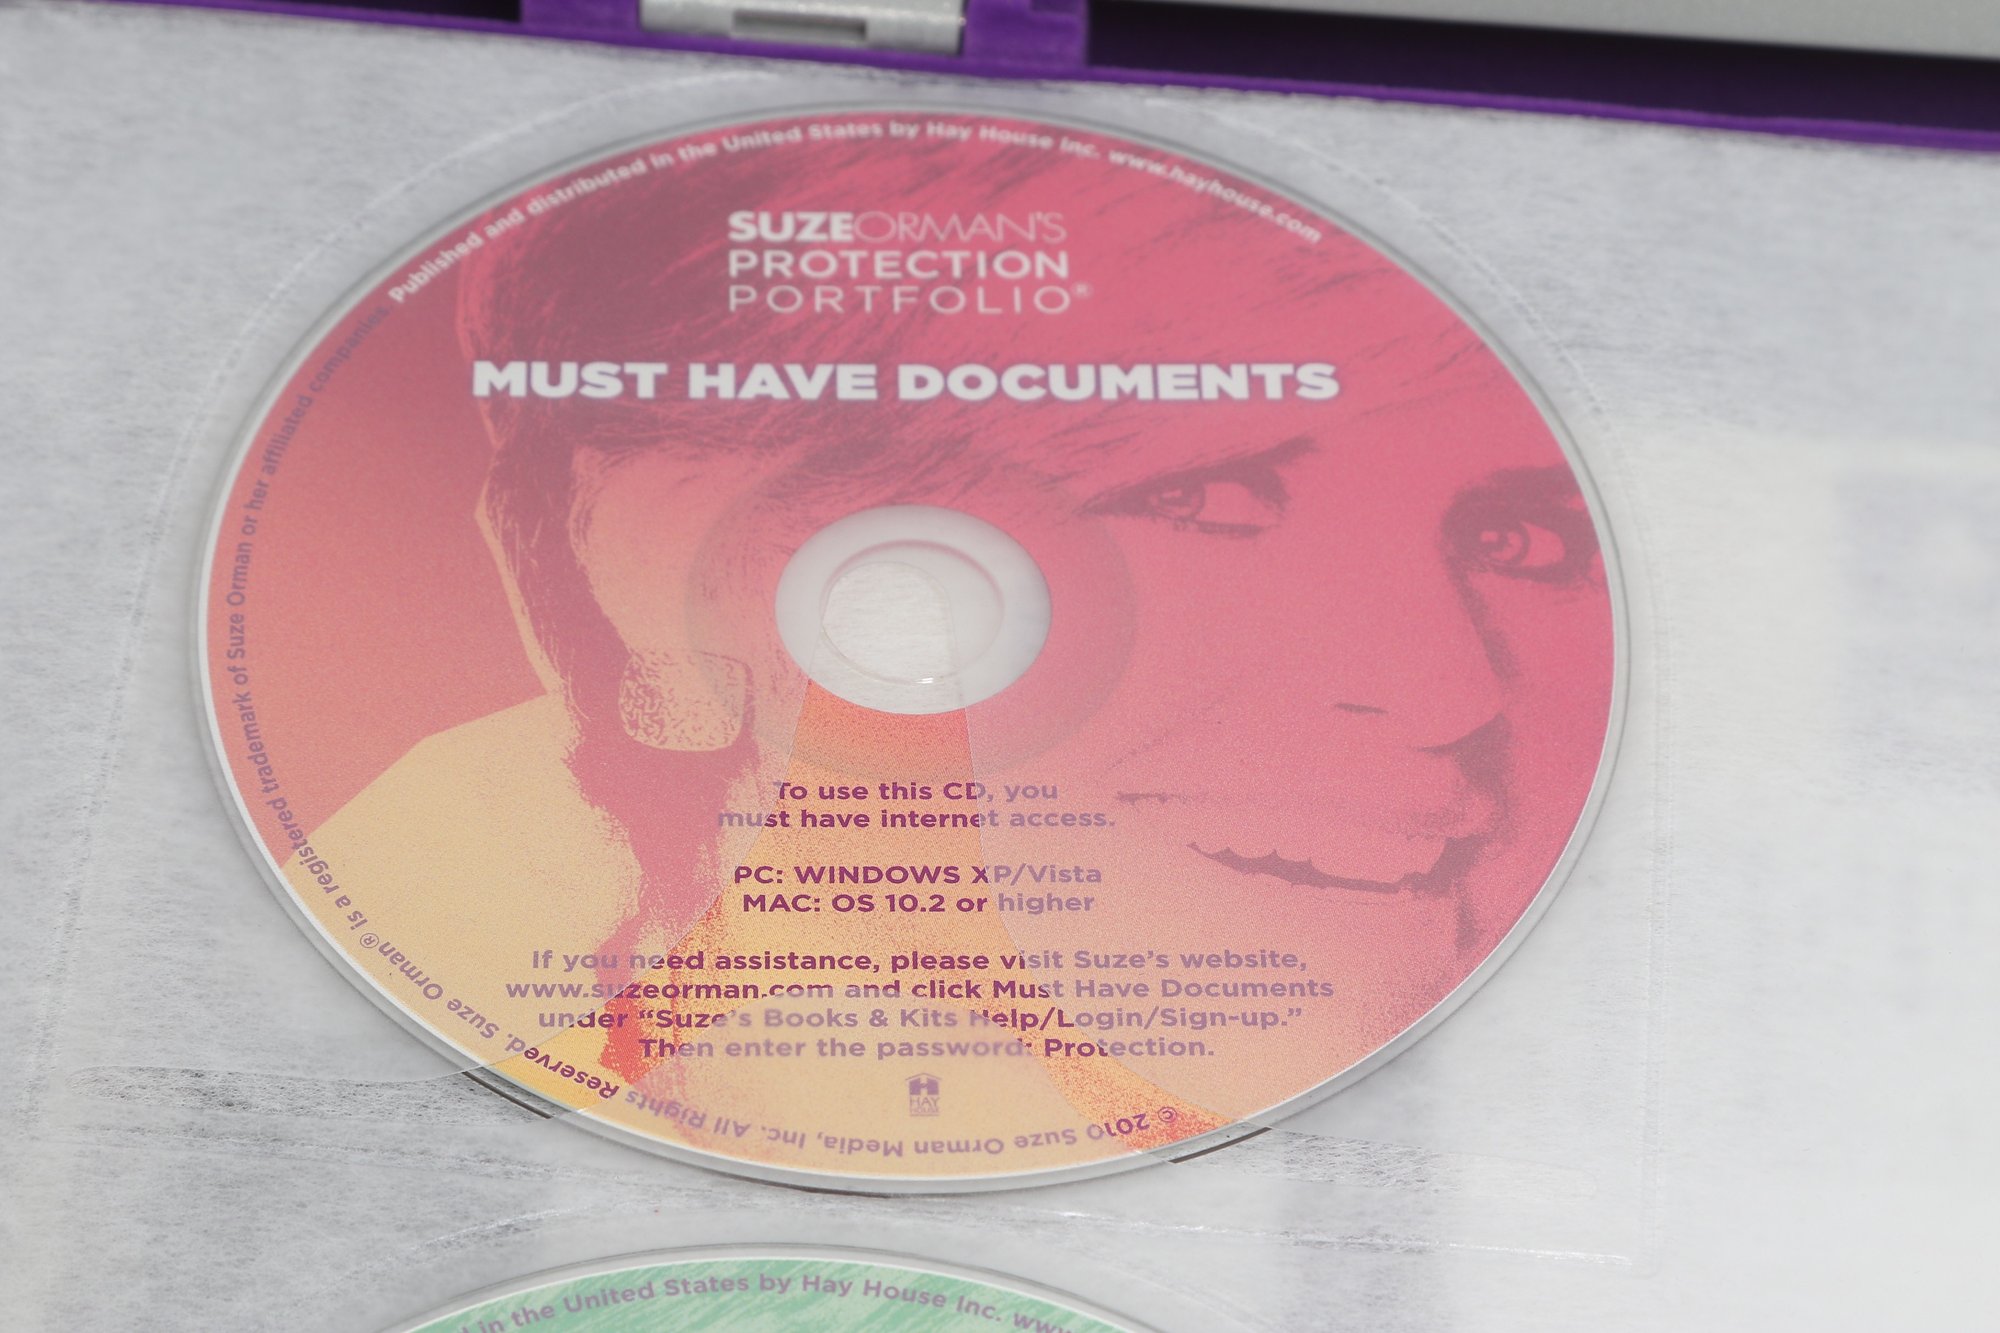 Published and distributed in the United States by Hay House Inc. www.hayhouse.com
SUZEORMAN'S
PROTECTION
PORTFOLIO®
MUST HAVE DOCUMENTS
To use this CD, you
must have internet access.
PC: WINDOWS XP/Vista
MAC: OS 10.2 or higher
If you need assistance, please visit Suze's website,
www.suzeorman.com and click Must Have Documents
under "Suze's Books & Kits Help/Login/Sign-up."
Then enter the password: Protection.
HAY
HOUSE
© 2010 Suze Orman Media, Inc. All Rights Reserved. Suze Orman® is a registered trademark of Suze Orman or her affiliated companies.
in the United States by Hay House Inc. www